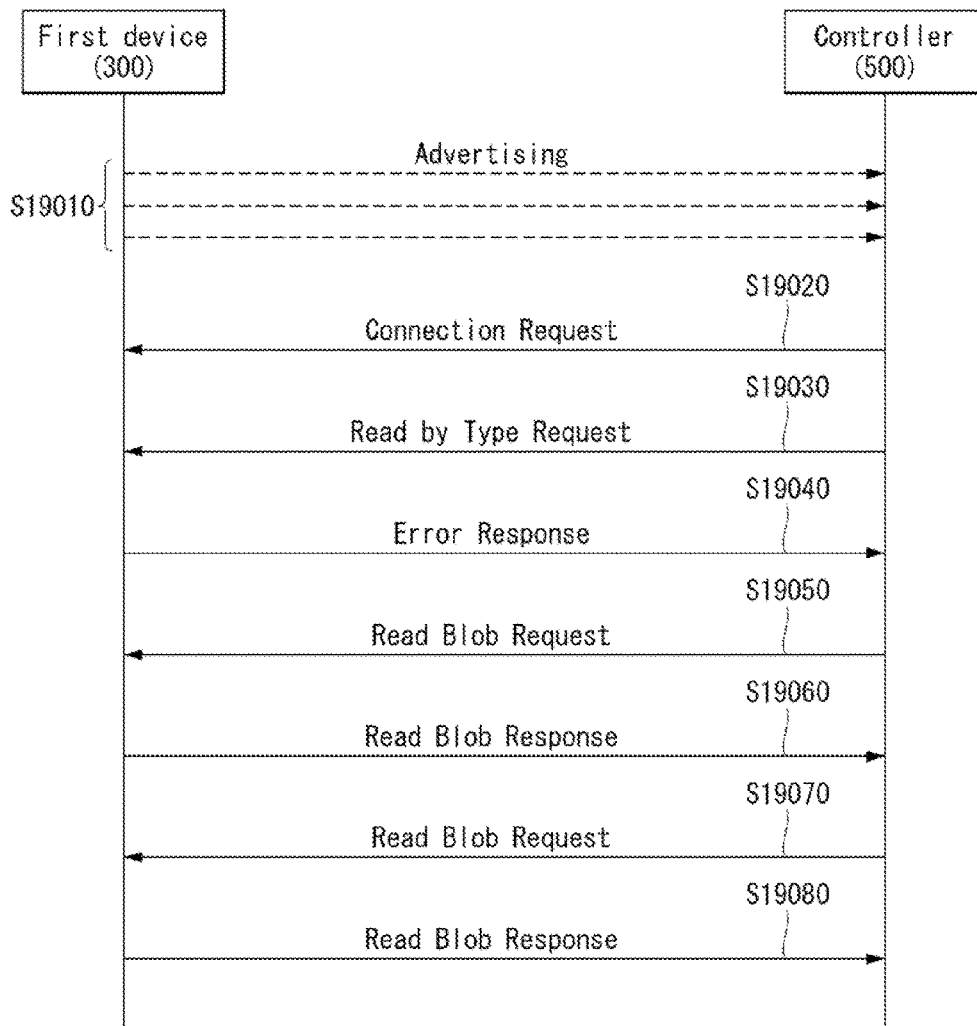 First device
(300)
Controller
(500)
Advertising
S19010
S19020
Connection Request
S19030
Read by Type Request
S19040
Error Response
S19050
Read Blob Request
S19060
Read Blob Response
S19070
Read Blob Request
S19080
Read Blob Response